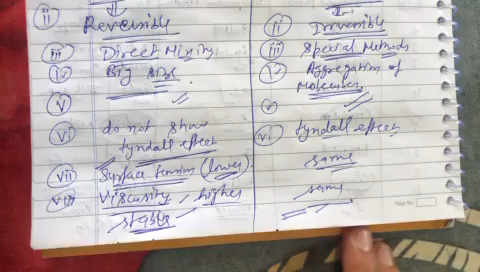 (ii) Reversible
(iii) Direct Mixing
(iv) Big size
(v)
(vi) do not show
tyndall effect
(vii) Surface tension (lower)
(viii) Viscosity, higher
stable
(ii) Irreversible
(iii) Special Methods
(iv) Aggregation of
Molecules
(v)
(vi) tyndall effect
same
same
Page No.